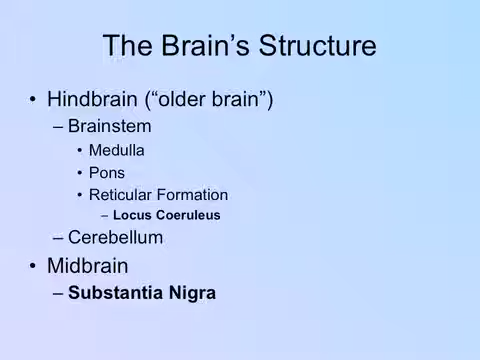 The Brain’s Structure
• Hindbrain (“older brain”)
– Brainstem
• Medulla
• Pons
• Reticular Formation
– Locus Coeruleus
– Cerebellum
• Midbrain
– Substantia Nigra